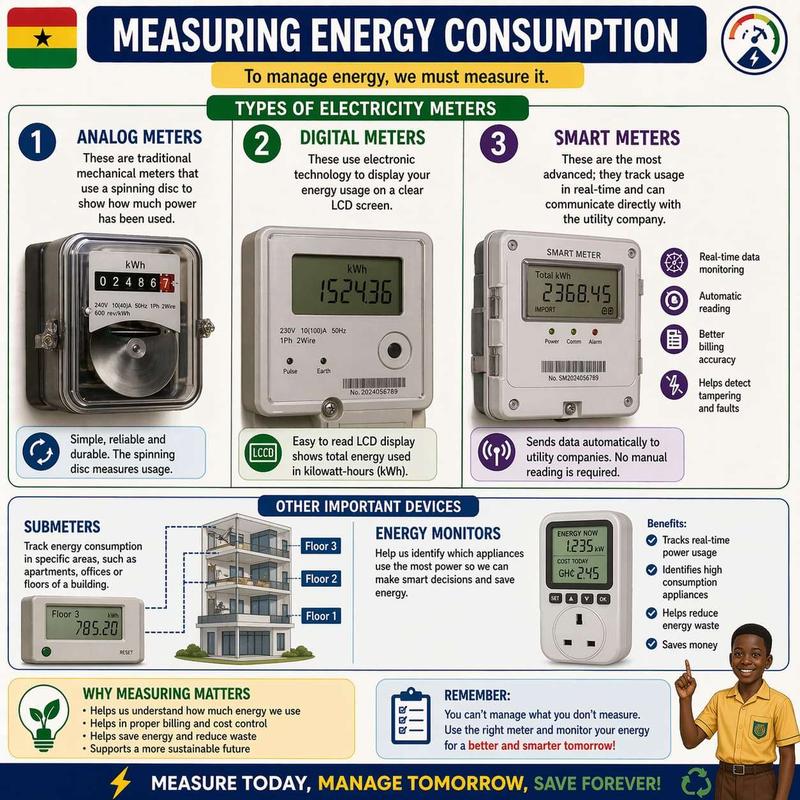 MEASURING ENERGY CONSUMPTION
To manage energy, we must measure it.
TYPES OF ELECTRICITY METERS
1
ANALOG METERS
These are traditional
mechanical meters that
use a spinning disc to
show how much power
has been used.
kWh
0 2 4 8 6 7
240V 10(40)A 50Hz 1Ph 2Wire
600 rev/kWh
Simple, reliable and
durable. The spinning
disc measures usage.
2
DIGITAL METERS
These use electronic
technology to display your
energy usage on a clear
LCD screen.
kWh
1524.36
230V 10(100)A 50Hz
1Ph 2Wire
Pulse Earth
No. 2024056789
LCCD
Easy to read LCD display
shows total energy used
in kilowatt-hours (kWh).
3
SMART METERS
These are the most
advanced; they track usage
in real-time and can
communicate directly with
the utility company.
SMART METER
Total kWh
2368.45
IMPORT
Power Comm Alarm
No. SM2024056789
Real-time data
monitoring
Automatic
reading
Better
billing
accuracy
Helps detect
tampering
and faults
Sends data automatically to
utility companies. No manual
reading is required.
OTHER IMPORTANT DEVICES
SUBMETERS
Track energy consumption
in specific areas, such as
apartments, offices or
floors of a building.
Floor 3 kWh
785.20
RESET
Floor 3
Floor 2
Floor 1
ENERGY MONITORS
Help us identify which appliances
use the most power so we can
make smart decisions and save
energy.
ENERGY NOW
1.235 kW
COST TODAY
GH¢ 2.45
SET ▲ ▼ OK
Benefits:
Tracks real-time
power usage
Identifies high
consumption
appliances
Helps reduce
energy waste
Saves money
WHY MEASURING MATTERS
• Helps us understand how much energy we use
• Helps in proper billing and cost control
• Helps save energy and reduce waste
• Supports a more sustainable future
REMEMBER:
You can't manage what you don't measure.
Use the right meter and monitor your energy
for a better and smarter tomorrow!
MEASURE TODAY, MANAGE TOMORROW, SAVE FOREVER!